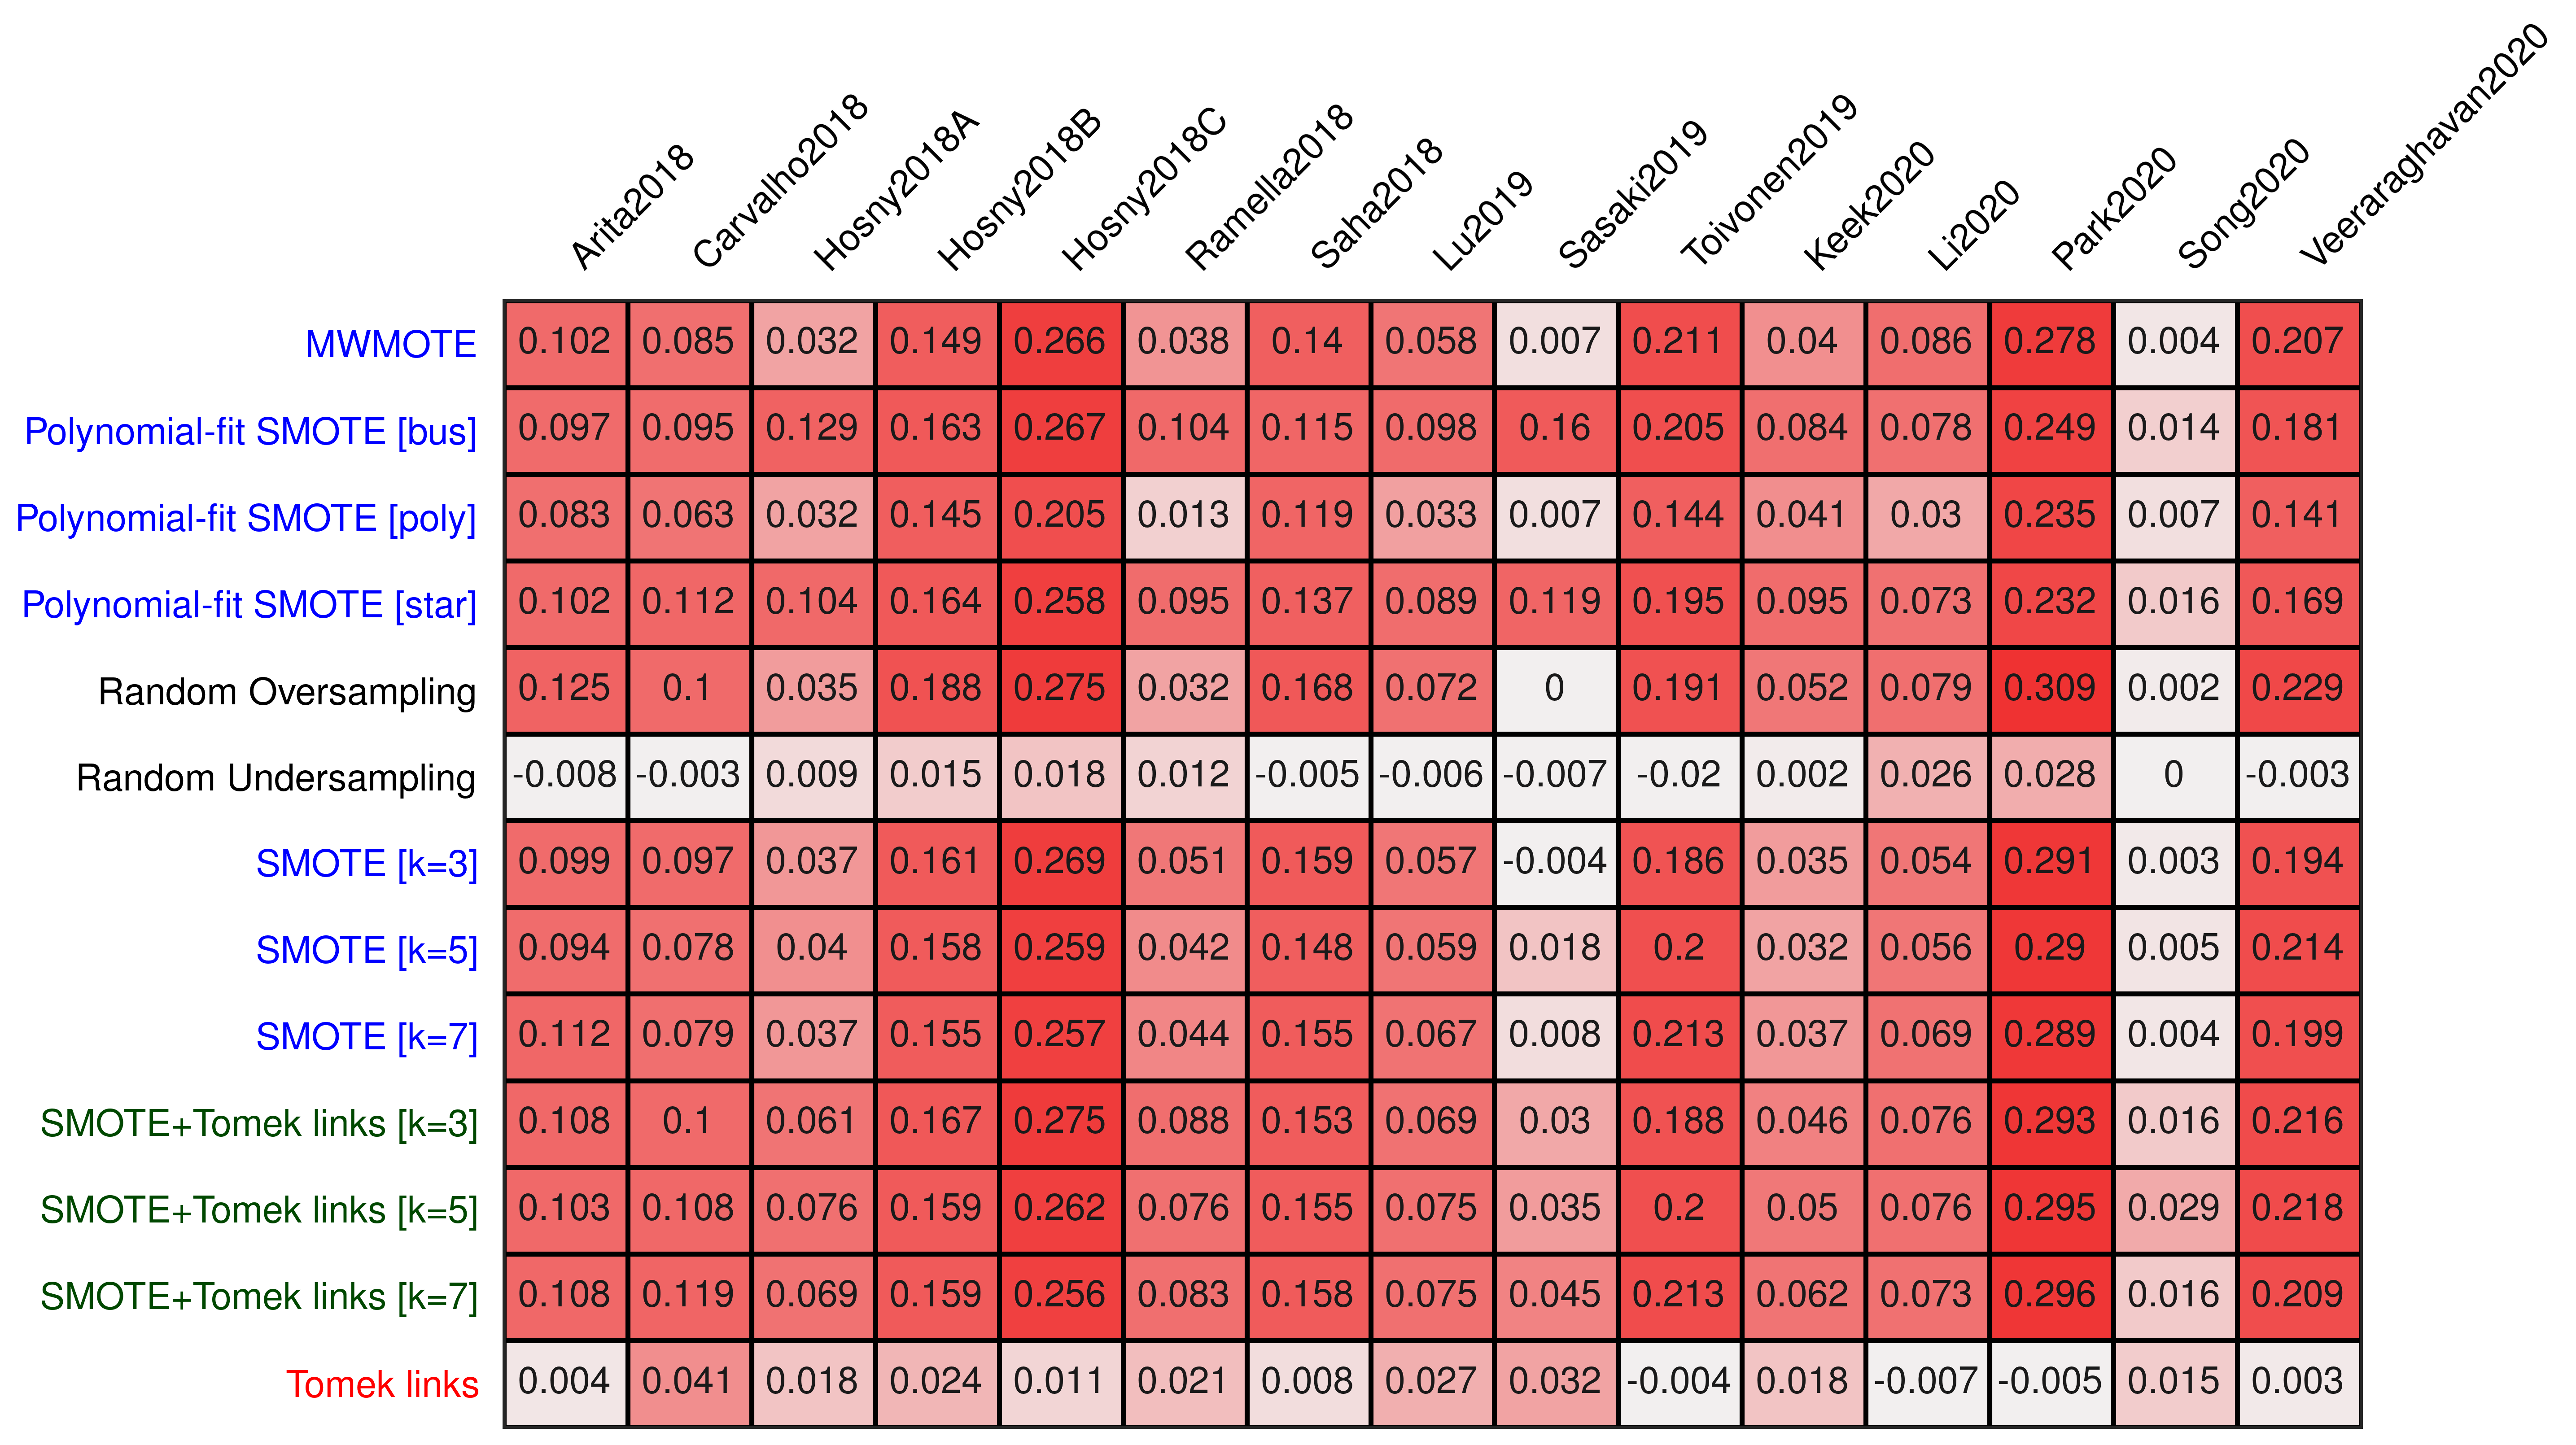 Arita2018 Carvalho2018 Hosny2018A Hosny2018B Hosny2018C Ramella2018 Saha2018 Lu2019 Sasaki2019 Toivonen2019 Keek2020 Li2020 Park2020 Song2020 Veeraraghavan2020
MWMOTE 0.102 0.085 0.032 0.149 0.266 0.038 0.14 0.058 0.007 0.211 0.04 0.086 0.278 0.004 0.207
Polynomial-fit SMOTE [bus] 0.097 0.095 0.129 0.163 0.267 0.104 0.115 0.098 0.16 0.205 0.084 0.078 0.249 0.014 0.181
Polynomial-fit SMOTE [poly] 0.083 0.063 0.032 0.145 0.205 0.013 0.119 0.033 0.007 0.144 0.041 0.03 0.235 0.007 0.141
Polynomial-fit SMOTE [star] 0.102 0.112 0.104 0.164 0.258 0.095 0.137 0.089 0.119 0.195 0.095 0.073 0.232 0.016 0.169
Random Oversampling 0.125 0.1 0.035 0.188 0.275 0.032 0.168 0.072 0 0.191 0.052 0.079 0.309 0.002 0.229
Random Undersampling -0.008 -0.003 0.009 0.015 0.018 0.012 -0.005 -0.006 -0.007 -0.02 0.002 0.026 0.028 0 -0.003
SMOTE [k=3] 0.099 0.097 0.037 0.161 0.269 0.051 0.159 0.057 -0.004 0.186 0.035 0.054 0.291 0.003 0.194
SMOTE [k=5] 0.094 0.078 0.04 0.158 0.259 0.042 0.148 0.059 0.018 0.2 0.032 0.056 0.29 0.005 0.214
SMOTE [k=7] 0.112 0.079 0.037 0.155 0.257 0.044 0.155 0.067 0.008 0.213 0.037 0.069 0.289 0.004 0.199
SMOTE+Tomek links [k=3] 0.108 0.1 0.061 0.167 0.275 0.088 0.153 0.069 0.03 0.188 0.046 0.076 0.293 0.016 0.216
SMOTE+Tomek links [k=5] 0.103 0.108 0.076 0.159 0.262 0.076 0.155 0.075 0.035 0.2 0.05 0.076 0.295 0.029 0.218
SMOTE+Tomek links [k=7] 0.108 0.119 0.069 0.159 0.256 0.083 0.158 0.075 0.045 0.213 0.062 0.073 0.296 0.016 0.209
Tomek links 0.004 0.041 0.018 0.024 0.011 0.021 0.008 0.027 0.032 -0.004 0.018 -0.007 -0.005 0.015 0.003